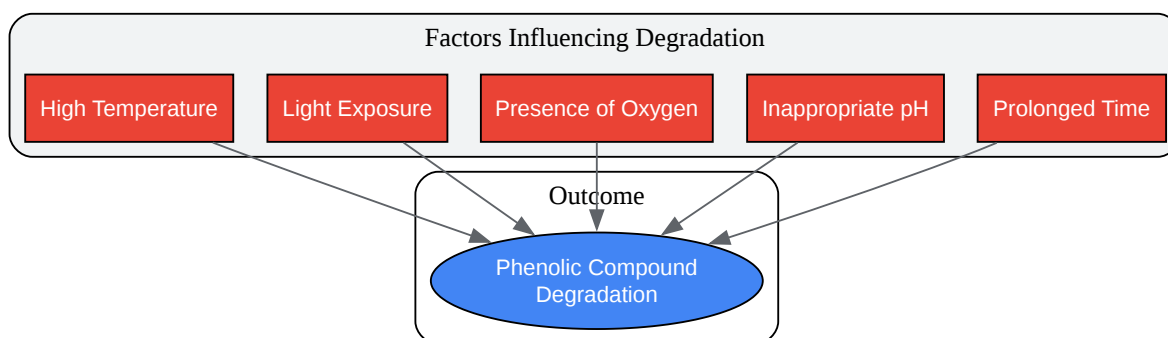 Factors Influencing Degradation
High Temperature
Light Exposure
Presence of Oxygen
Inappropriate pH
Prolonged Time
Outcome
Phenolic Compound
Degradation